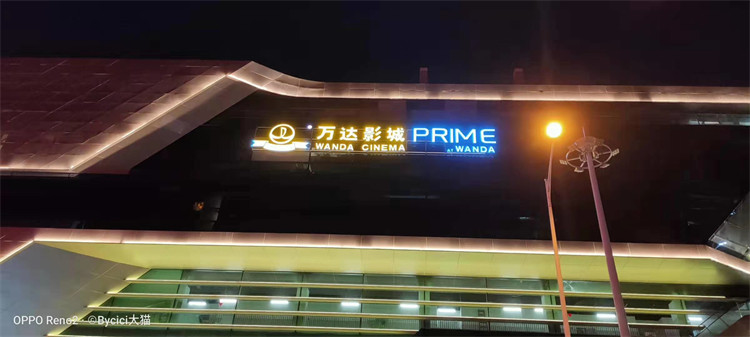 万达影城 PRIME
WANDA CINEMA AT WANDA
OPPO Reno2 ©Bycici大猫